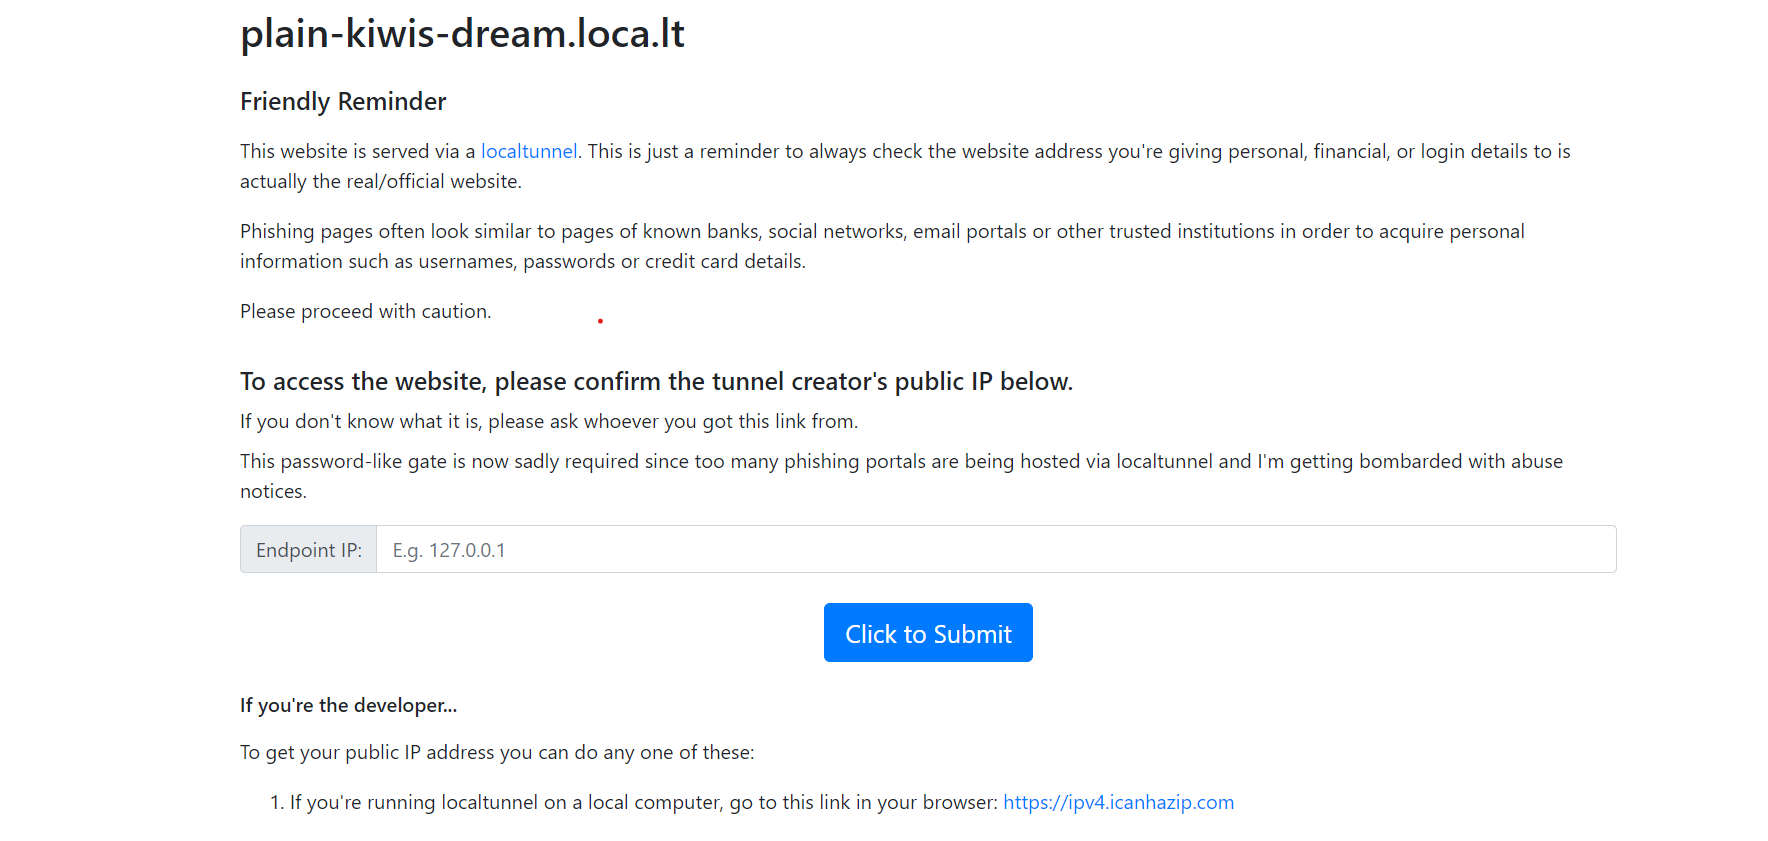 plain-kiwis-dream.loca.lt
Friendly Reminder
This website is served via a localtunnel. This is just a reminder to always check the website address you're giving personal, financial, or login details to is
actually the real/official website.
Phishing pages often look similar to pages of known banks, social networks, email portals or other trusted institutions in order to acquire personal
information such as usernames, passwords or credit card details.
Please proceed with caution.
To access the website, please confirm the tunnel creator's public IP below.
If you don't know what it is, please ask whoever you got this link from.
This password-like gate is now sadly required since too many phishing portals are being hosted via localtunnel and I'm getting bombarded with abuse
notices.
Endpoint IP: E.g. 127.0.0.1
Click to Submit
If you're the developer...
To get your public IP address you can do any one of these:
1. If you're running localtunnel on a local computer, go to this link in your browser: https://ipv4.icanhazip.com